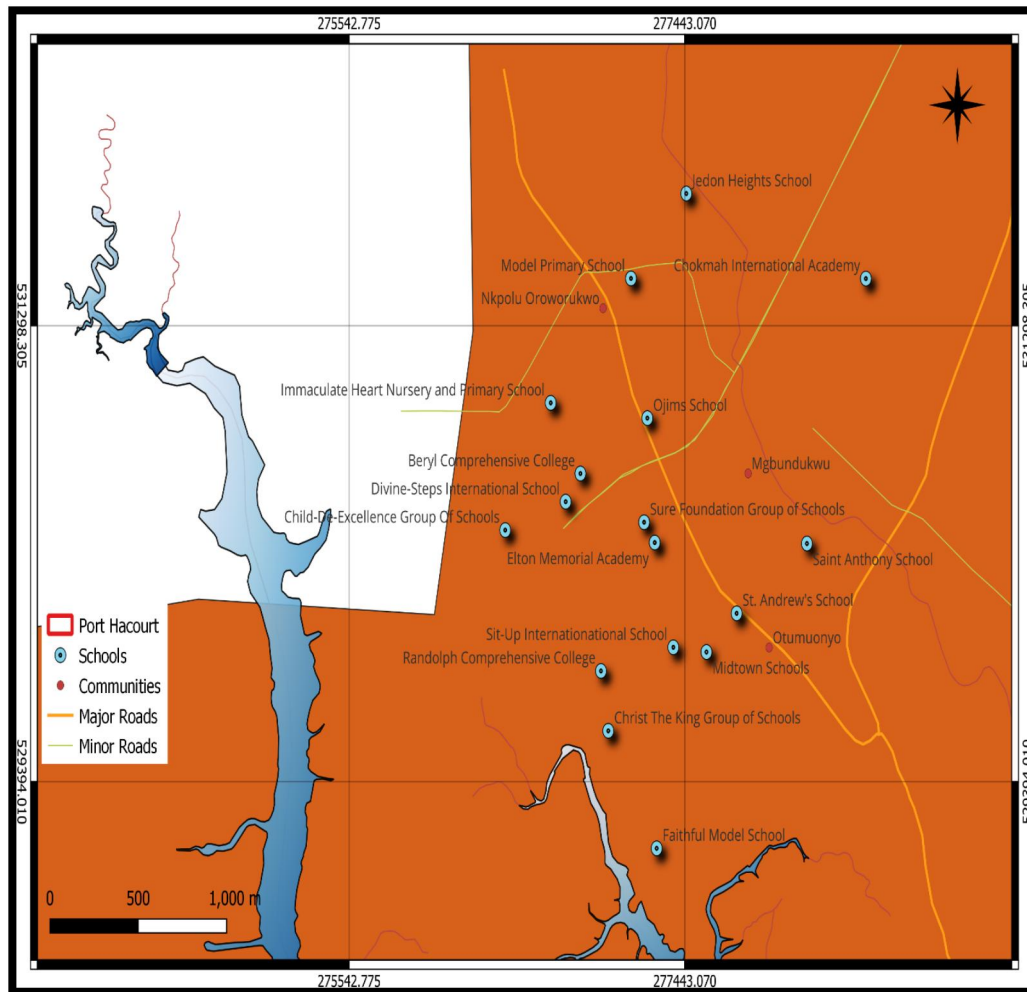 275542.775
277443.070
Jedon Heights School
Model Primary School
Chokmah International Academy
Nkpolu Oroworukwo
531298.305
531298.305
Immaculate Heart Nursery and Primary School
Ojims School
Beryl Comprehensive College
Mgbundukwu
Divine-Steps International School
Child-De-Excellence Group Of Schools
Sure Foundation Group of Schools
Elton Memorial Academy
Saint Anthony School
St. Andrew's School
Port Hacourt
Sit-Up Internationational School
Otumuonyo
Schools
Randolph Comprehensive College
Midtown Schools
Communities
Major Roads
Christ The King Group of Schools
Minor Roads
529394.010
529394.010
Faithful Model School
0
500
1,000 m
275542.775
277443.070